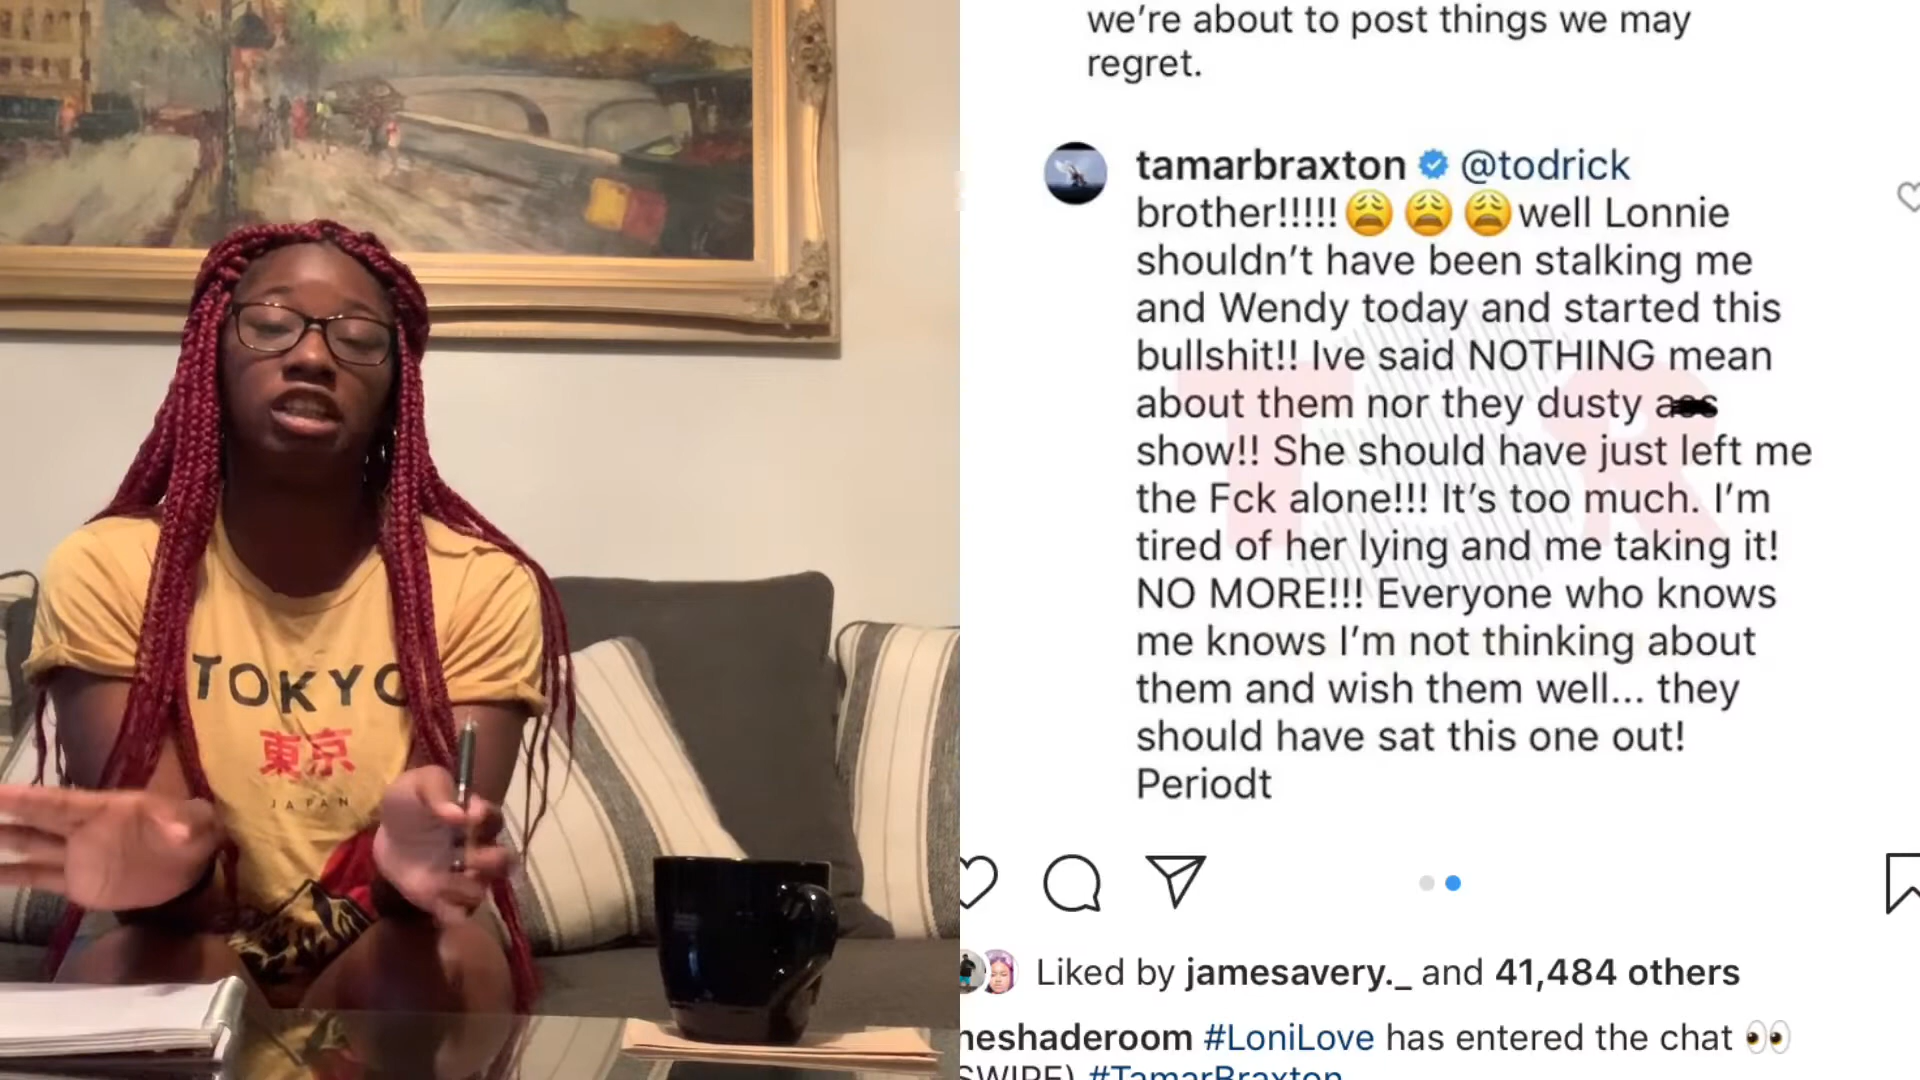 TOKYO
東京
JAPAN
we're about to post things we may
regret.
tamarbraxton @todrick
brother!!!!!😩😩😩well Lonnie
shouldn't have been stalking me
and Wendy today and started this
bullshit!! Ive said NOTHING mean
about them nor they dusty ass
show!! She should have just left me
the Fck alone!!! It's too much. I'm
tired of her lying and me taking it!
NO MORE!!! Everyone who knows
me knows I'm not thinking about
them and wish them well... they
should have sat this one out!
Periodt
TSR
Liked by jamesavery._ and 41,484 others
heshaderoom #LoniLove has entered the chat 👀
SWIPE) #TamarBraxton